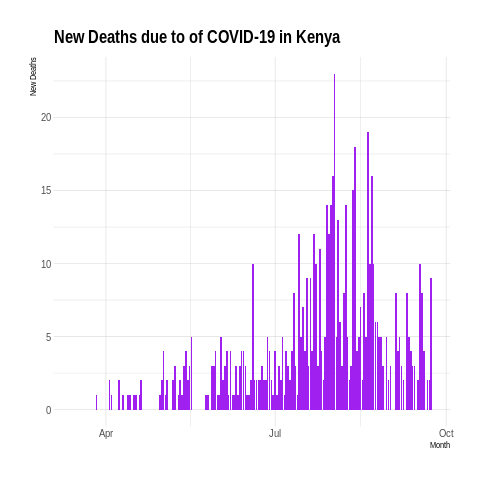 New Deaths due to of COVID-19 in Kenya
New Deaths
20
15
10
5
0
Apr
Jul
Oct
Month